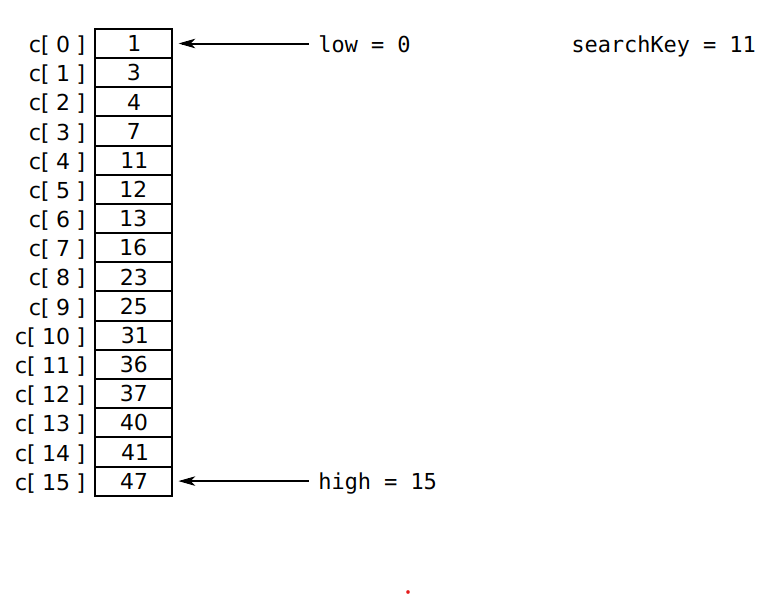 c[ 0 ] 1 low = 0 searchKey = 11
c[ 1 ] 3
c[ 2 ] 4
c[ 3 ] 7
c[ 4 ] 11
c[ 5 ] 12
c[ 6 ] 13
c[ 7 ] 16
c[ 8 ] 23
c[ 9 ] 25
c[ 10 ] 31
c[ 11 ] 36
c[ 12 ] 37
c[ 13 ] 40
c[ 14 ] 41
c[ 15 ] 47 high = 15